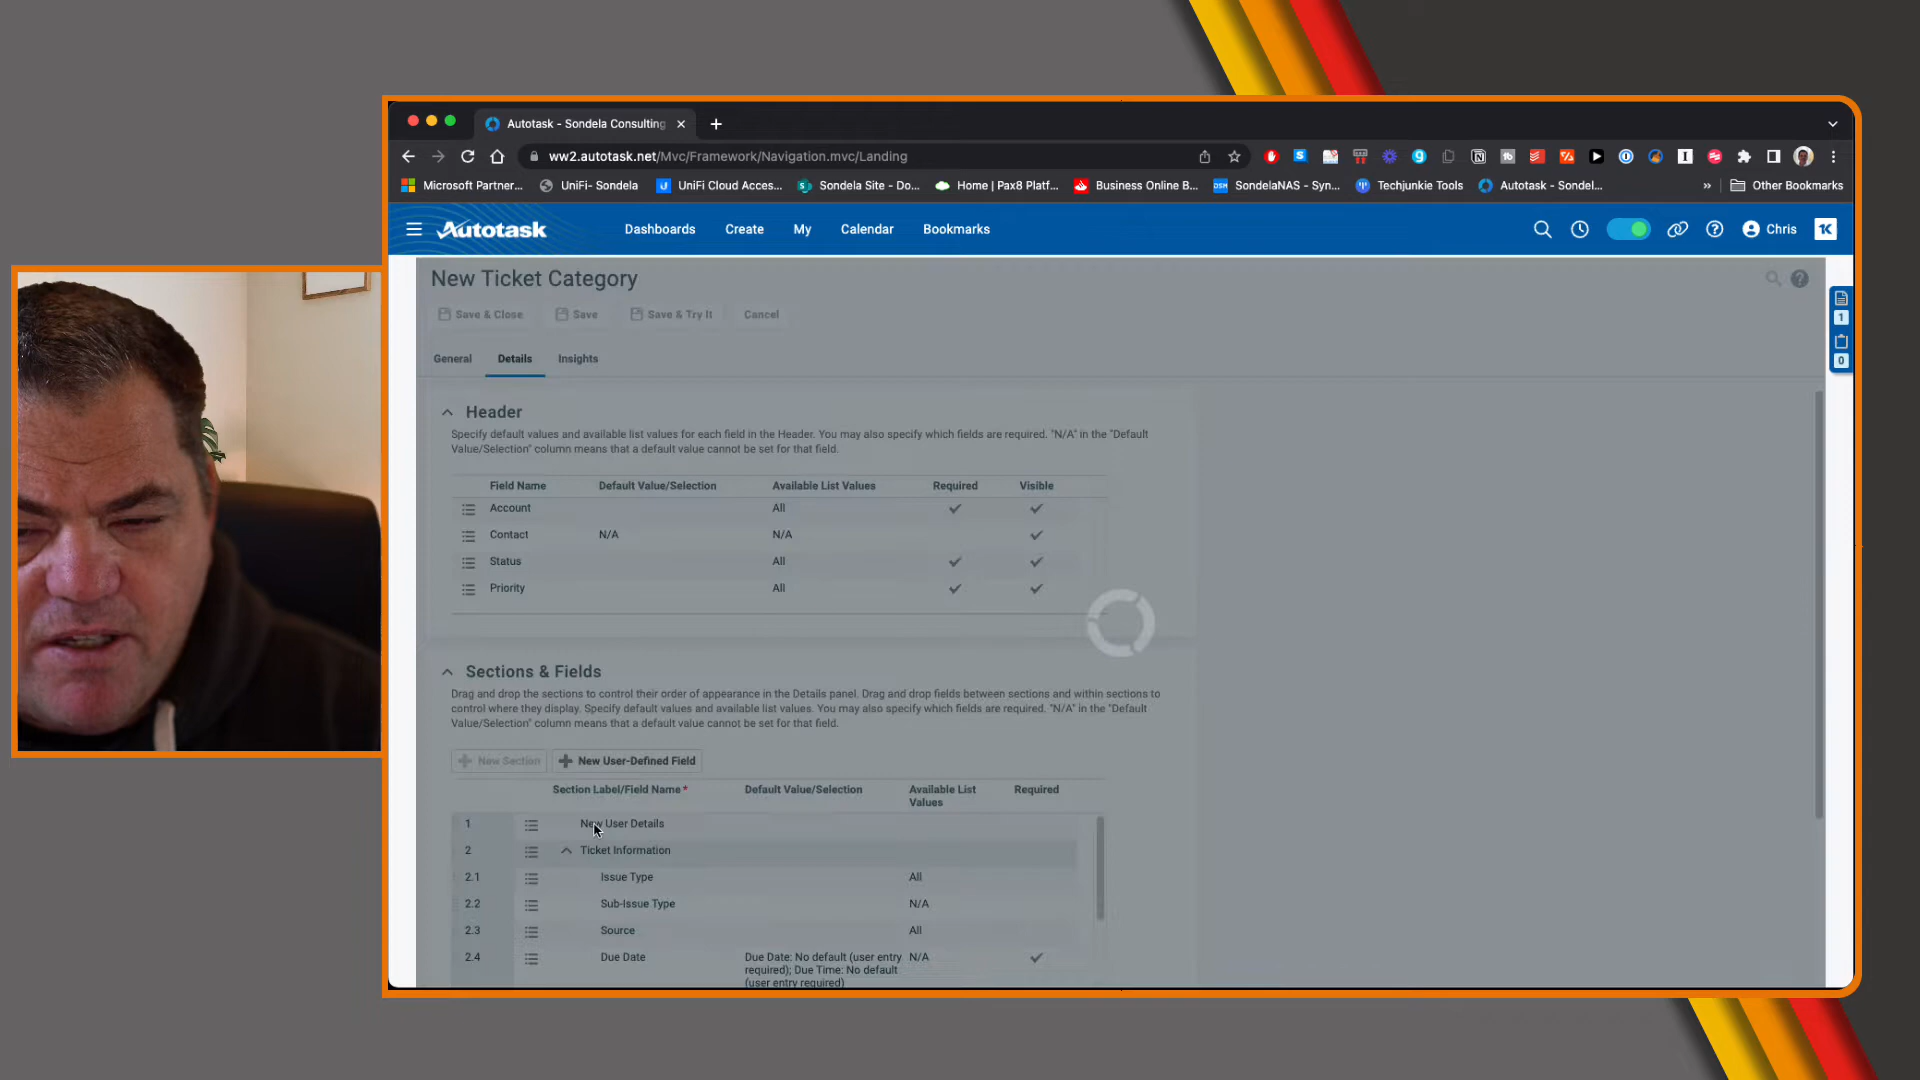 Autotask - Sondela Consulting
ww2.autotask.net/Mvc/Framework/Navigation.mvc/Landing
Microsoft Partner... UniFi- Sondela UniFi Cloud Acces... Sondela Site - Do... Home | Pax8 Platf... Business Online B... SondelaNAS - Syn... Techjunkie Tools Autotask - Sondel... » Other Bookmarks
Autotask Dashboards Create My Calendar Bookmarks Chris
New Ticket Category
Save & Close Save Save & Try It Cancel
General Details Insights
1
0
Header
Specify default values and available list values for each field in the Header. You may also specify which fields are required. "N/A" in the "Default
Value/Selection" column means that a default value cannot be set for that field.
Field Name Default Value/Selection Available List Values Required Visible
Account All
Contact N/A N/A
Status All
Priority All
Sections & Fields
Drag and drop the sections to control their order of appearance in the Details panel. Drag and drop fields between sections and within sections to
control where they display. Specify default values and available list values. You may also specify which fields are required. "N/A" in the "Default
Value/Selection" column means that a default value cannot be set for that field.
New Section New User-Defined Field
Section Label/Field Name* Default Value/Selection Available List Required
Values
1 New User Details
2 Ticket Information
2.1 Issue Type All
2.2 Sub-Issue Type N/A
2.3 Source All
2.4 Due Date Due Date: No default (user entry N/A
required); Due Time: No default
(user entry required)